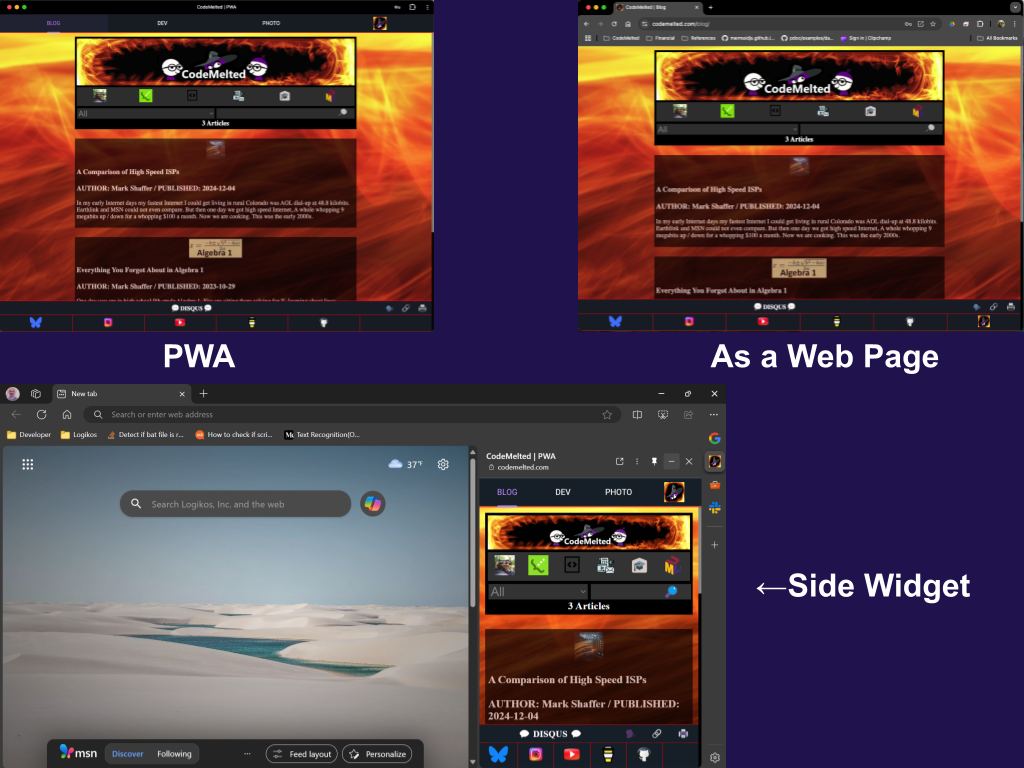 CodeMelted | PWA
BLOG DEV PHOTO
CodeMelted
All
3 Articles
A Comparison of High Speed ISPs
AUTHOR: Mark Shaffer / PUBLISHED: 2024-12-04
In my early Internet days my fastest Internet I could get living in rural Colorado was AOL dial-up at 48.8 kilobits.
Earthlink and MSN could not even compare. But then one day we got high speed Internet. A whole whopping 9
megabits up / down for a whopping $100 a month. Now we are cooking. This was the early 2000s.
Algebra 1
Everything You Forgot About in Algebra 1
AUTHOR: Mark Shaffer / PUBLISHED: 2023-10-29
DISQUS
PWA
CodeMelted | Blog
codemelted.com/blog/
CodeMelted Financial References mermaidjs.github.i... pdoc/examples/da... Sign in | Clipchamp All Bookmarks
CodeMelted
All
3 Articles
A Comparison of High Speed ISPs
AUTHOR: Mark Shaffer / PUBLISHED: 2024-12-04
In my early Internet days my fastest Internet I could get living in rural Colorado was AOL dial-up at 48.8 kilobits.
Earthlink and MSN could not even compare. But then one day we got high speed Internet. A whole whopping 9
megabits up / down for a whopping $100 a month. Now we are cooking. This was the early 2000s.
Algebra 1
Everything You Forgot About in Algebra 1
DISQUS
As a Web Page
New tab
Search or enter web address
Developer Logikos Detect if bat file is r... How to check if scri... Text Recognition(O...
37°F
Search Logikos, Inc. and the web
msn Discover Following ... Feed layout Personalize
CodeMelted | PWA
codemelted.com
BLOG DEV PHOTO
CodeMelted
All
3 Articles
A Comparison of High Speed ISPs
AUTHOR: Mark Shaffer / PUBLISHED:
2024-12-04
DISQUS
←Side Widget